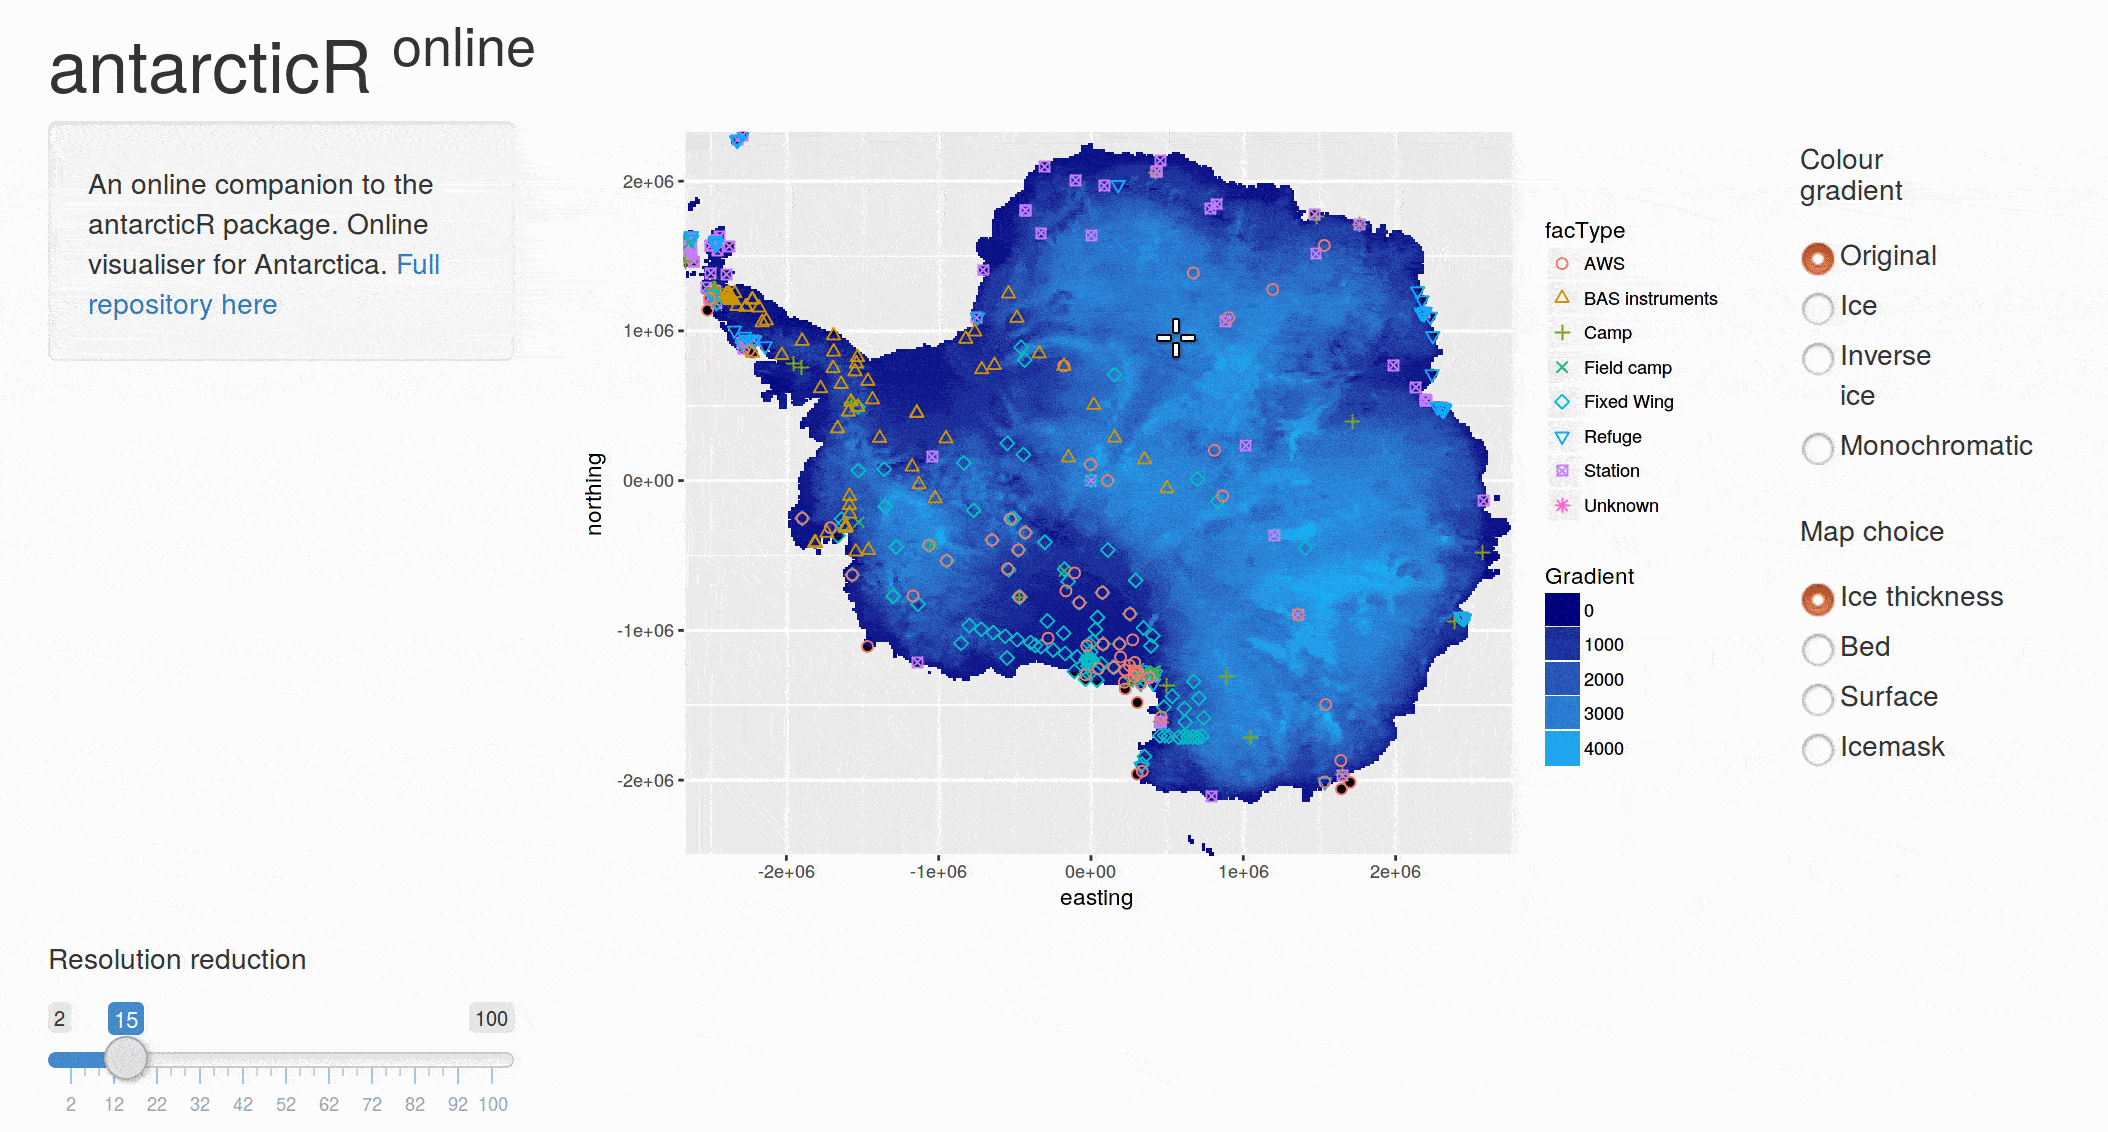 antarcticR online
An online companion to the
antarcticR package. Online
visualiser for Antarctica. Full
repository here
Resolution reduction
2 15 100
2 12 22 32 42 52 62 72 82 92 100
northing
2e+06
1e+06
0e+00
-1e+06
-2e+06
-2e+06 -1e+06 0e+00 1e+06 2e+06
easting
facType
AWS
BAS instruments
Camp
Field camp
Fixed Wing
Refuge
Station
Unknown
Gradient
0
1000
2000
3000
4000
Colour
gradient
Original
Ice
Inverse
ice
Monochromatic
Map choice
Ice thickness
Bed
Surface
Icemask